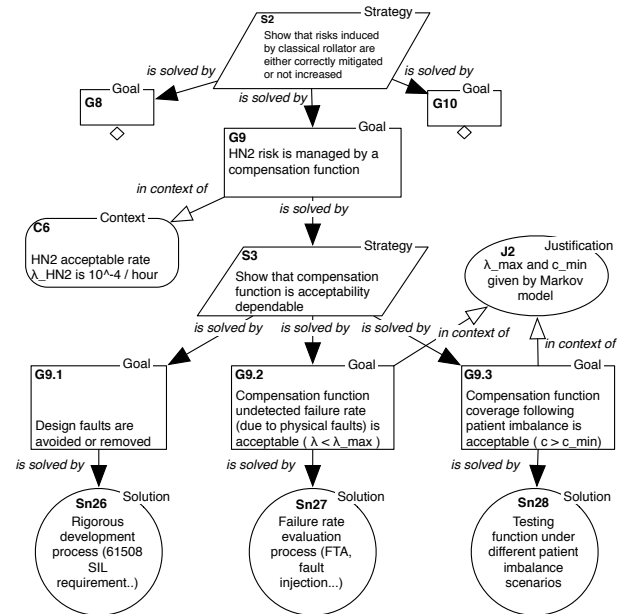 Strategy
S2
Show that risks induced
by classical rollator are
either correctly mitigated
or not increased
is solved by
is solved by
is solved by
Goal
G8
Goal
G10
Goal
G9
HN2 risk is managed by a
compensation function
in context of
is solved by
Context
C6
HN2 acceptable rate
λ_HN2 is 10^-4 / hour
Strategy
S3
Show that compensation
function is acceptability
dependable
Justification
J2
λ_max and c_min
given by Markov
model
is solved by
is solved by
is solved by
in context of
in context of
Goal
G9.1
Design faults are
avoided or removed
Goal
G9.2
Compensation function
undetected failure rate
(due to physical faults) is
acceptable ( λ < λ_max )
Goal
G9.3
Compensation function
coverage following
patient imbalance is
acceptable ( c > c_min)
is solved by
is solved by
is solved by
Solution
Sn26
Rigorous
development
process (61508
SIL
requirement..)
Solution
Sn27
Failure rate
evaluation
process (FTA,
fault
injection...)
Solution
Sn28
Testing
function under
different patient
imbalance
scenarios